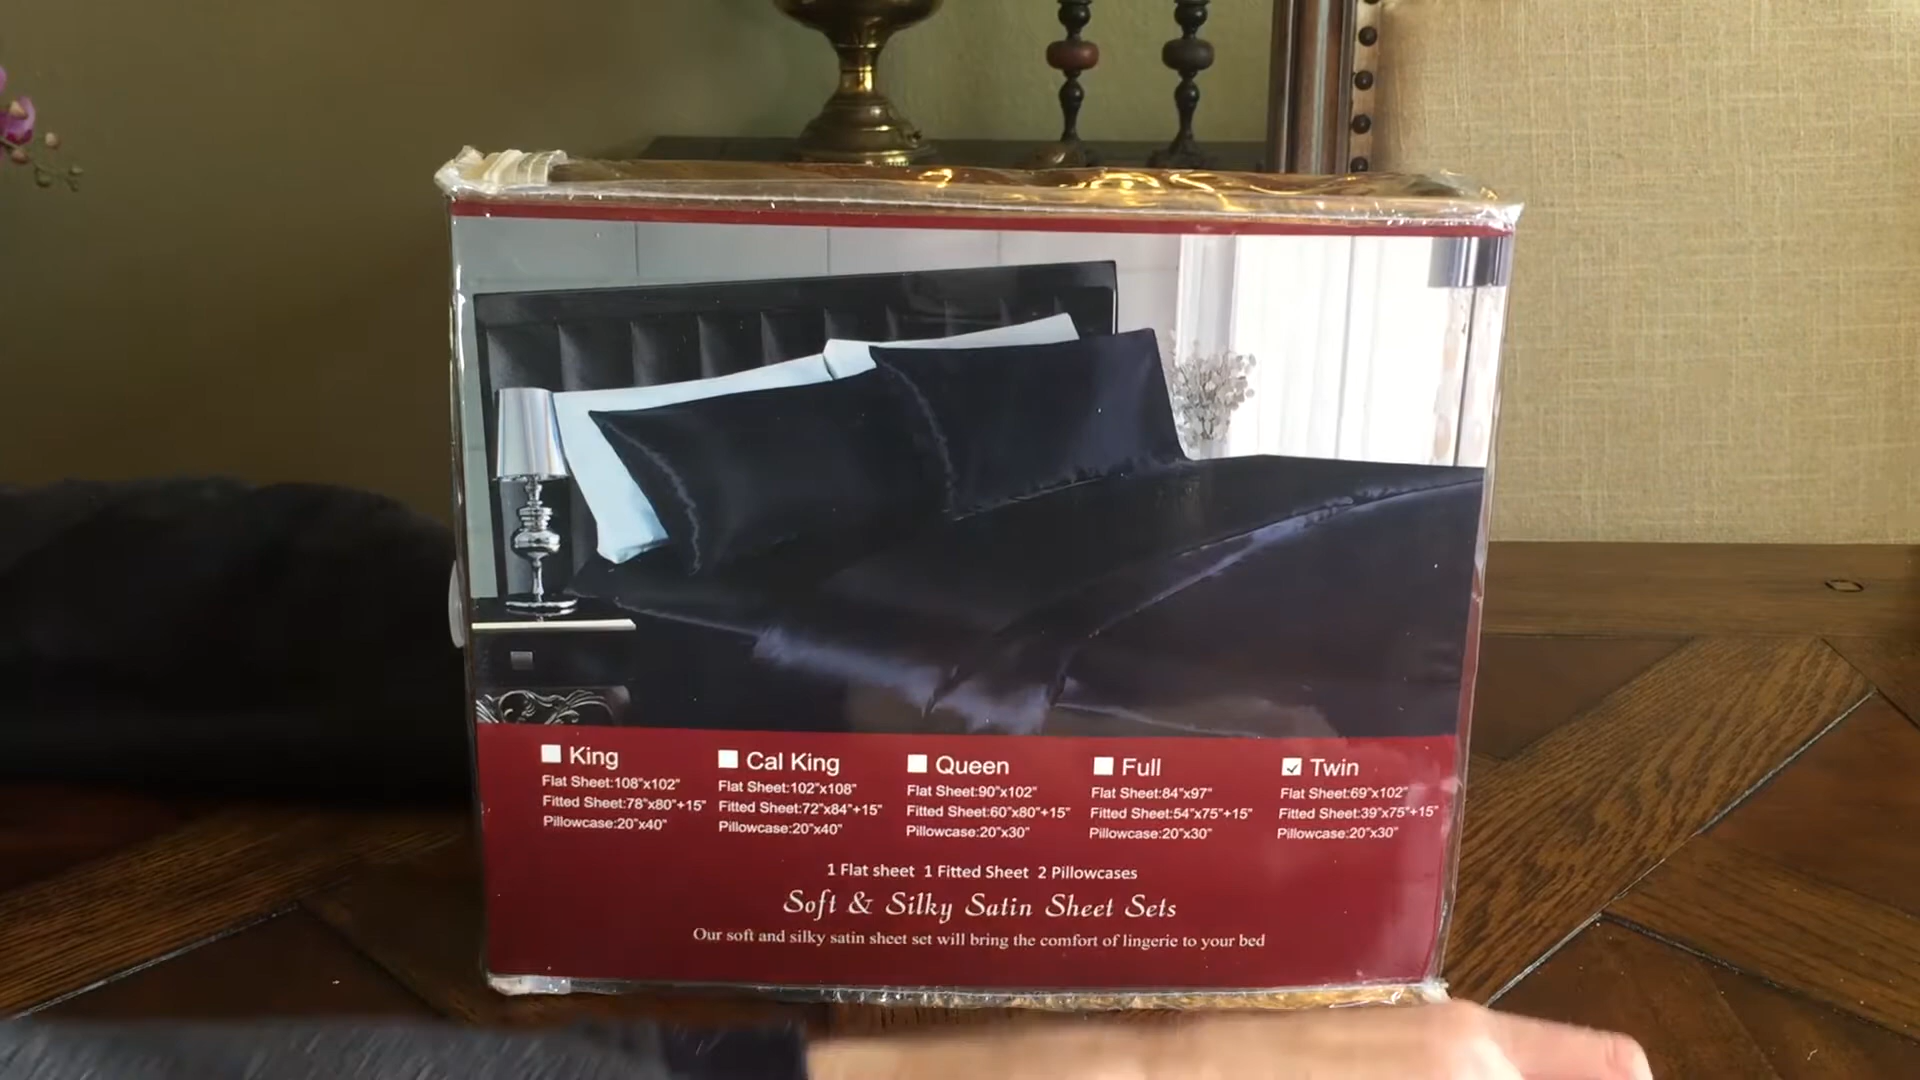 King
Flat Sheet:108"x102"
Fitted Sheet:78"x80"+15"
Pillowcase:20"x40"
Cal King
Flat Sheet:102"x108"
Fitted Sheet:72"x84"+15"
Pillowcase:20"x40"
Queen
Flat Sheet:90"x102"
Fitted Sheet:60"x80"+15"
Pillowcase:20"x30"
Full
Flat Sheet:84"x97"
Fitted Sheet:54"x75"+15"
Pillowcase:20"x30"
Twin
Flat Sheet:69"x102"
Fitted Sheet:39"x75"+15"
Pillowcase:20"x30"
1 Flat sheet 1 Fitted Sheet 2 Pillowcases
Soft & Silky Satin Sheet Sets
Our soft and silky satin sheet set will bring the comfort of lingerie to your bed